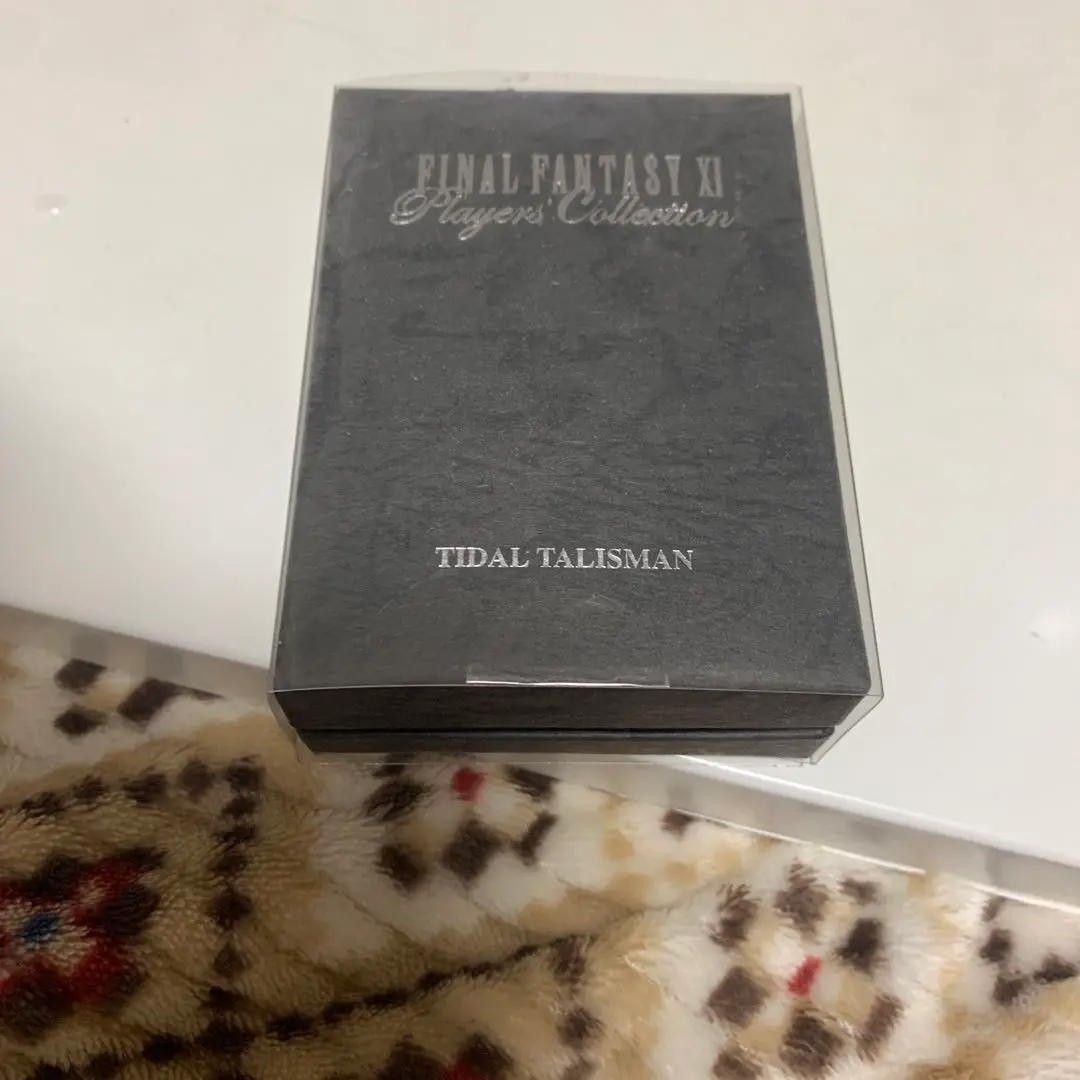 FINAL FANTASY XI
Players' Collection
TIDAL TALISMAN